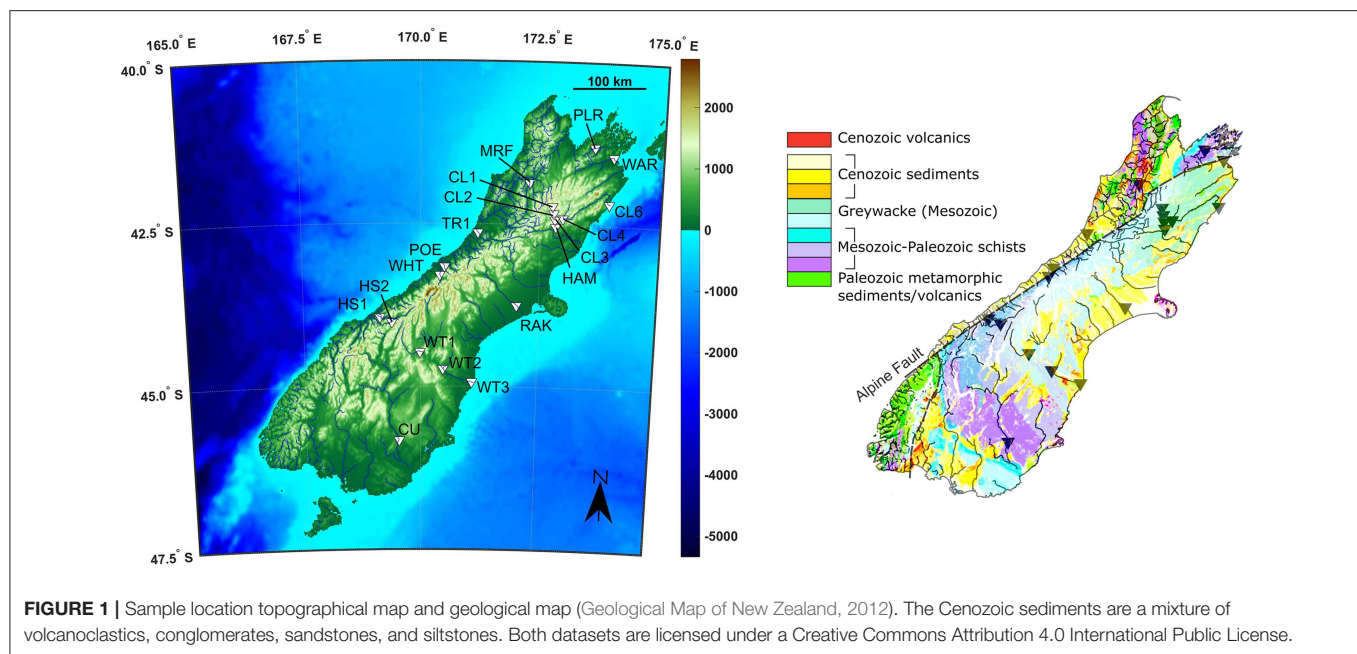 165.0° E
167.5° E
170.0° E
172.5° E
175.0° E
40.0° S
42.5° S
45.0° S
47.5° S
100 km
PLR
MRF
WAR
CL1
CL2
CL6
TR1
CL4
CL3
POE
HAM
WHT
HS2
HS1
RAK
WT1
WT2
WT3
CU
N
2000
1000
0
-1000
-2000
-3000
-4000
-5000
Cenozoic volcanics
Cenozoic sediments
Greywacke (Mesozoic)
Mesozoic-Paleozoic schists
Paleozoic metamorphic
sediments/volcanics
Alpine Fault
FIGURE 1 | Sample location topographical map and geological map (Geological Map of New Zealand, 2012). The Cenozoic sediments are a mixture of
volcanoclastics, conglomerates, sandstones, and siltstones. Both datasets are licensed under a Creative Commons Attribution 4.0 International Public License.